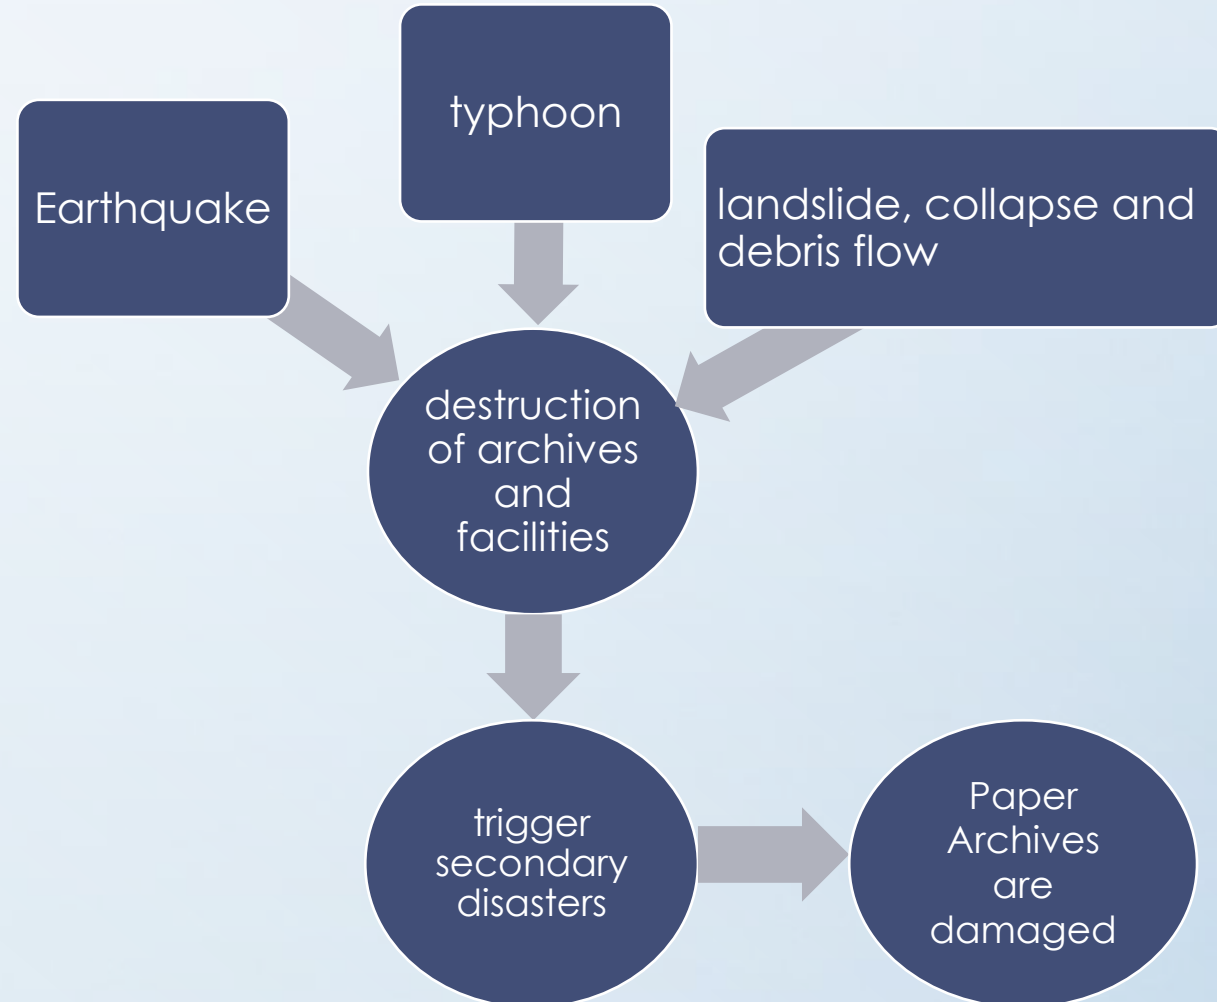 typhoon
Earthquake
landslide, collapse and
debris flow
destruction
of archives
and
facilities
trigger
secondary
disasters
Paper
Archives
are
damaged